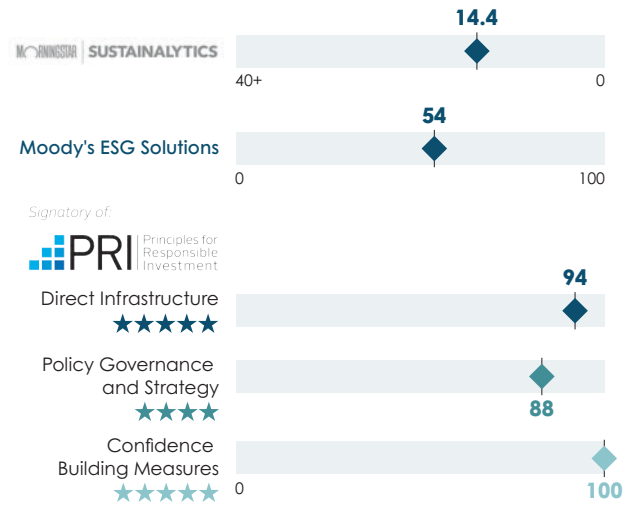 14.4
MORNINGSTAR | SUSTAINALYTICS
40+ 0
54
Moody's ESG Solutions
0 100
Signatory of:
PRI Principles for
Responsible
Investment
94
Direct Infrastructure
★★★★★
Policy Governance
and Strategy
★★★★
88
Confidence
Building Measures
★★★★★
0 100